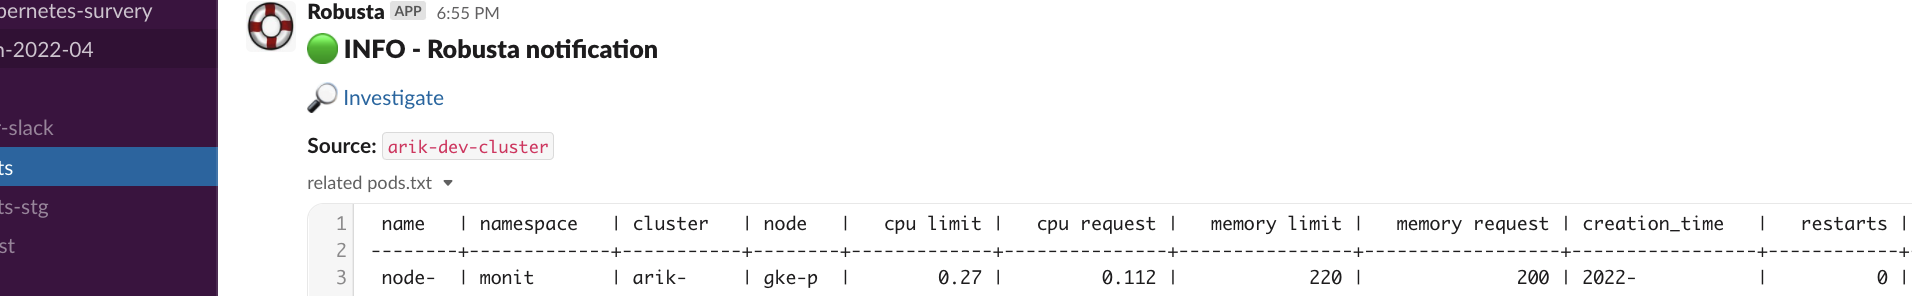 bernetes-survery
n-2022-04
-slack
ts
ts-stg
st
Robusta APP 6:55 PM
INFO - Robusta notification
Investigate
Source: arik-dev-cluster
related pods.txt
1 name | namespace | cluster | node | cpu limit | cpu request | memory limit | memory request | creation_time | restarts |
2 --------+-------------+------------+---------+-------------+---------------+----------------+------------------+-----------------+------------+
3 node- | monit | arik- | gke-p | 0.27 | 0.112 | 220 | 200 | 2022- | 0 |